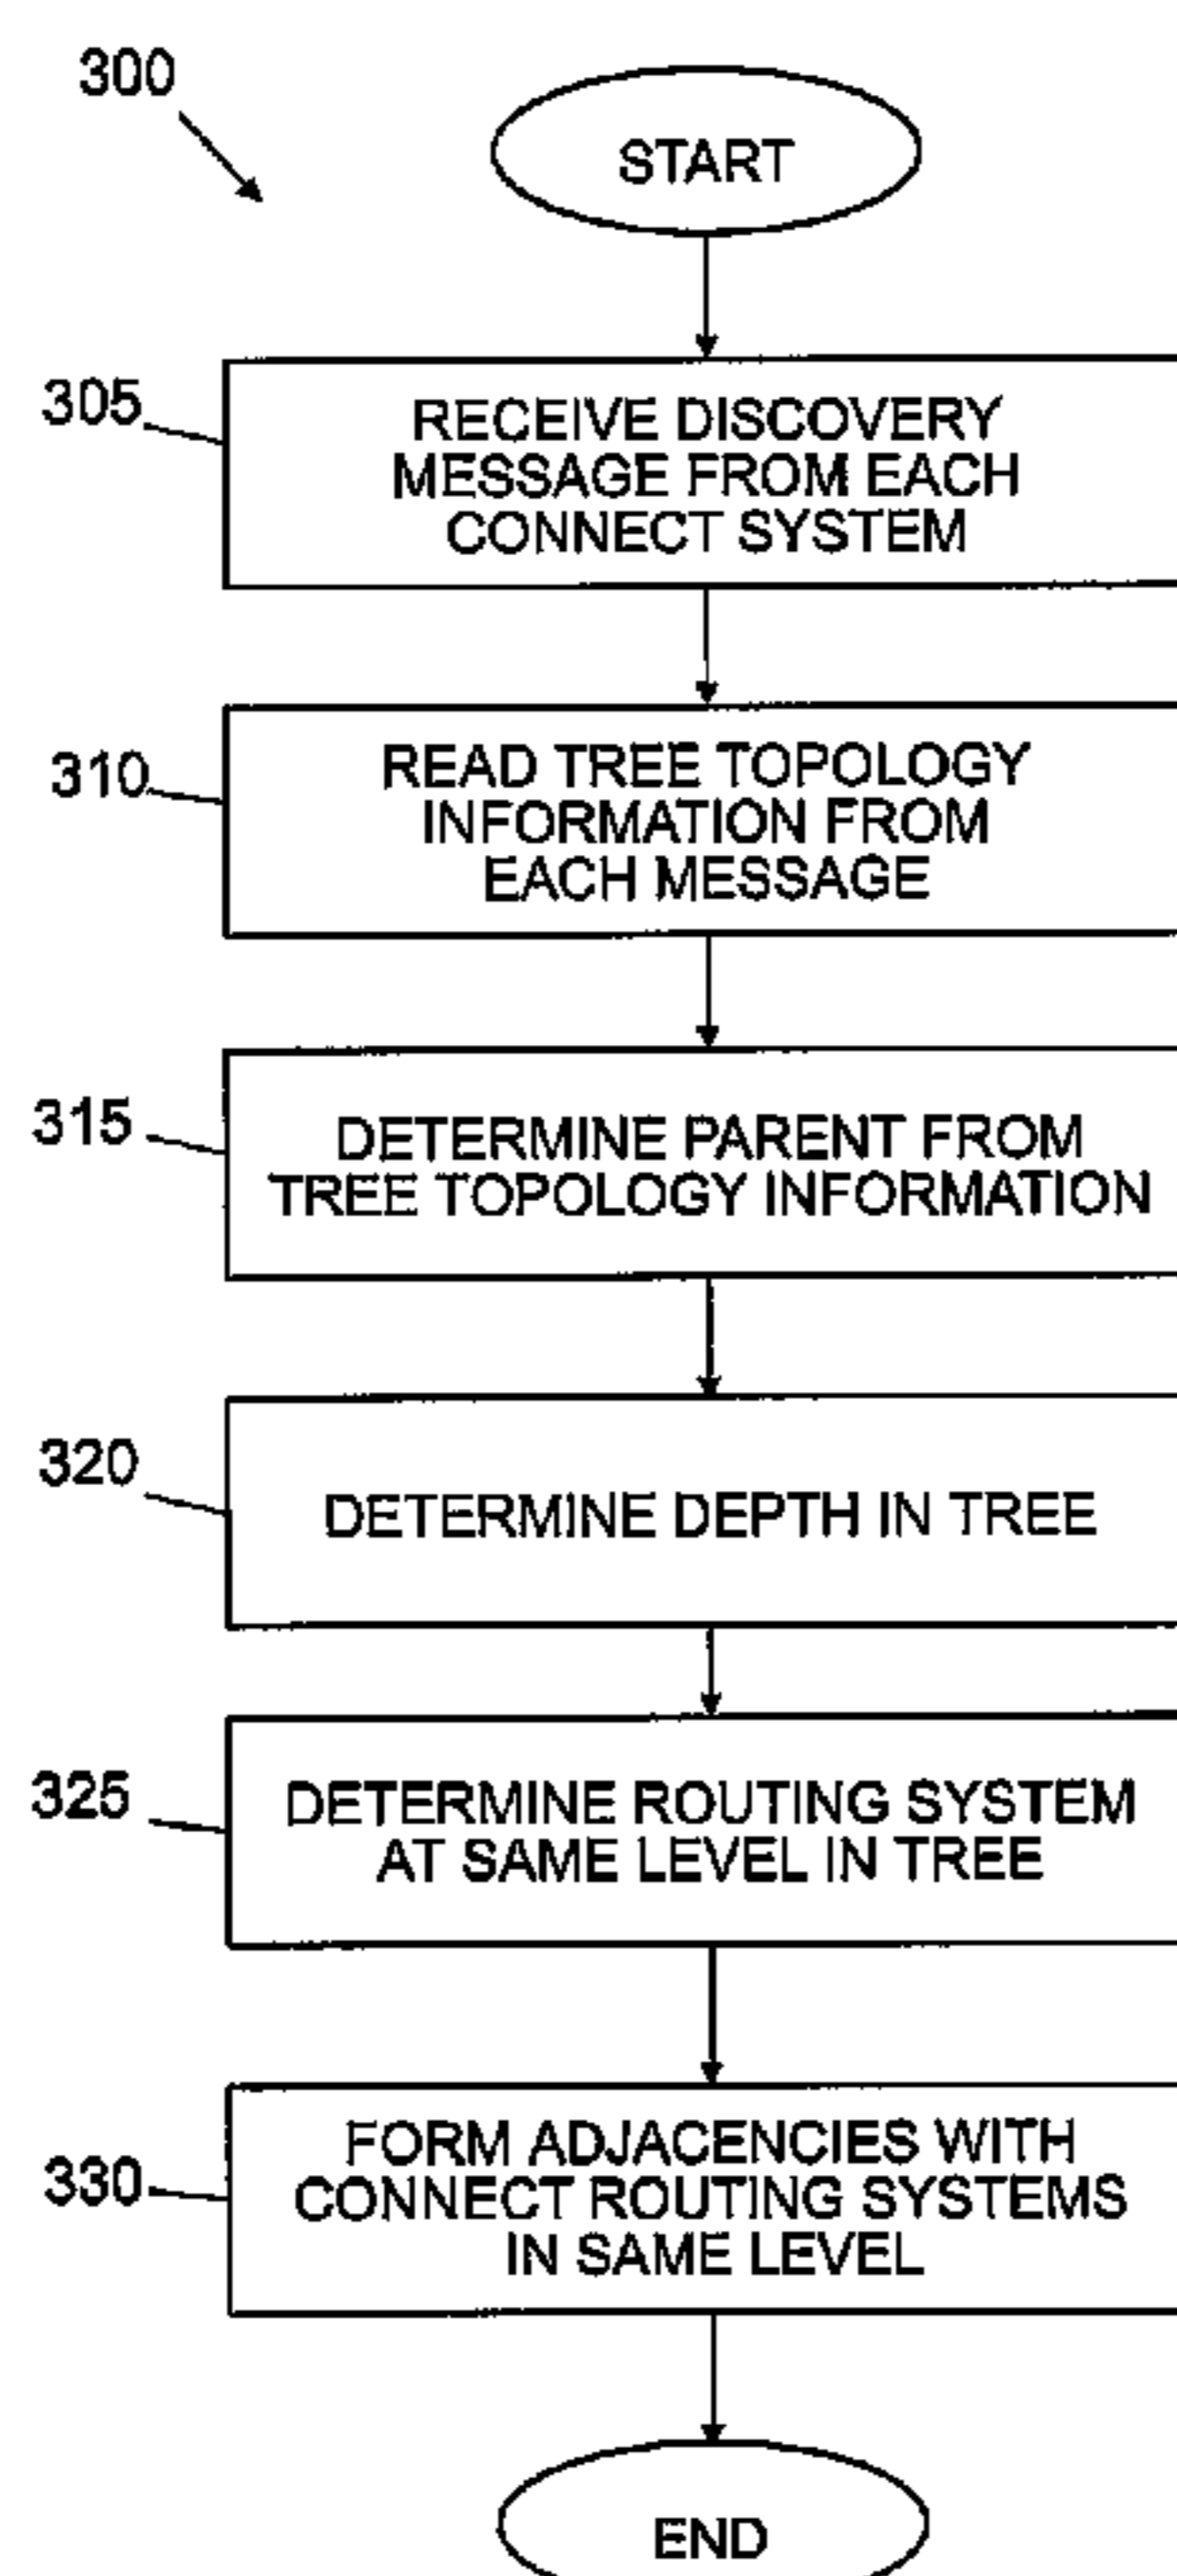 300
START
305
RECEIVE DISCOVERY
MESSAGE FROM EACH
CONNECT SYSTEM
310
READ TREE TOPOLOGY
INFORMATION FROM
EACH MESSAGE
315
DETERMINE PARENT FROM
TREE TOPOLOGY INFORMATION
320
DETERMINE DEPTH IN TREE
325
DETERMINE ROUTING SYSTEM
AT SAME LEVEL IN TREE
330
FORM ADJACENCIES WITH
CONNECT ROUTING SYSTEMS
IN SAME LEVEL
END